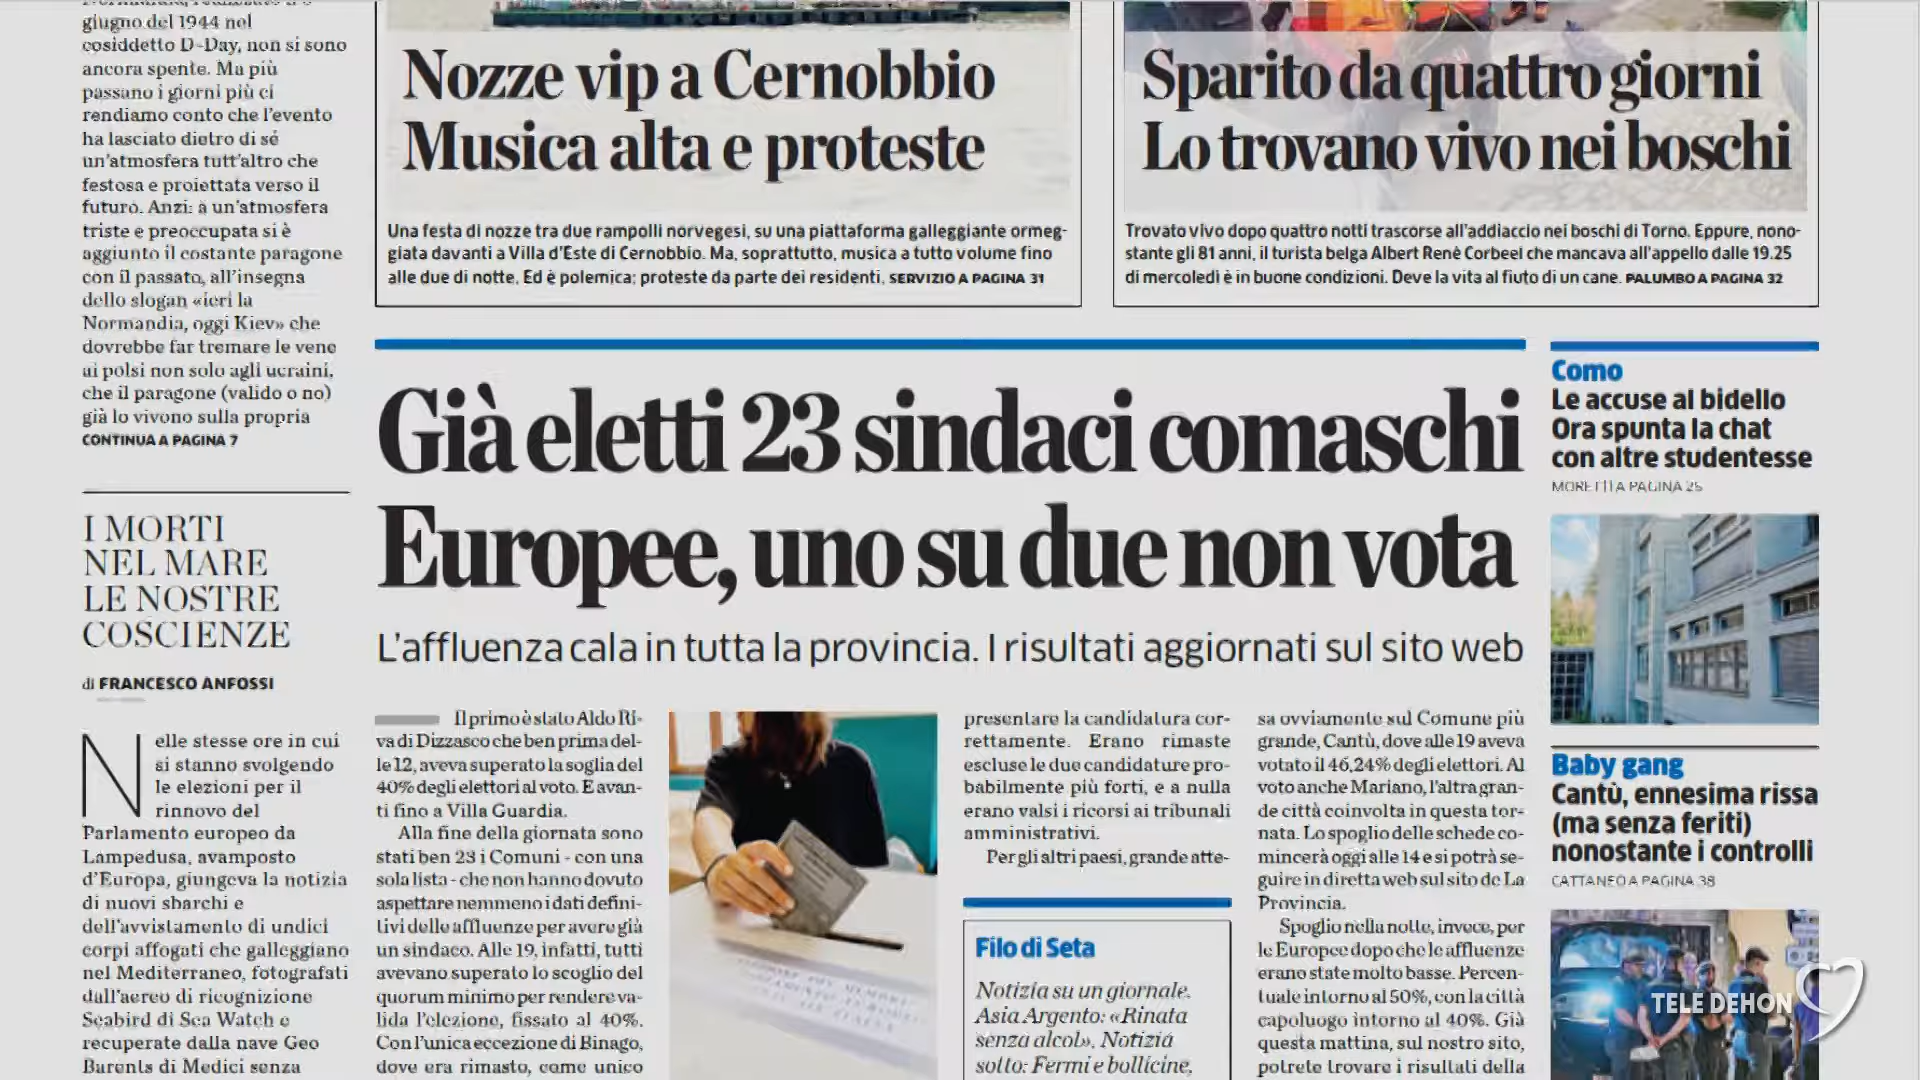 giugno del 1944 nel
cosiddetto D-Day, non si sono
ancora spente. Ma più
passano i giorni più ci
rendiamo conto che l'evento
ha lasciato dietro di sé
un'atmosfera tutt'altro che
festosa e proiettata verso il
futuro. Anzi: a un'atmosfera
triste e preoccupata si è
aggiunto il costante paragone
con il passato, all'insegna
dello slogan «ieri la
Normandia, oggi Kiev» che
dovrebbe far tremare le vene
ai polsi non solo agli ucraini,
che il paragone (valido o no)
già lo vivono sulla propria
CONTINUA A PAGINA 7
I MORTI
NEL MARE
LE NOSTRE
COSCIENZE
di FRANCESCO ANFOSSI
Nelle stesse ore in cui
si stanno svolgendo
le elezioni per il
rinnovo del
Parlamento europeo da
Lampedusa, avamposto
d'Europa, giungeva la notizia
di nuovi sbarchi e
dell'avvistamento di undici
corpi affogati che galleggiano
nel Mediterraneo, fotografati
dall'aereo di ricognizione
Seabird di Sea Watch e
recuperate dalla nave Geo
Barents di Medici senza
Nozze vip a Cernobbio
Musica alta e proteste
Una festa di nozze tra due rampolli norvegesi, su una piattaforma galleggiante ormeg-
giata davanti a Villa d'Este di Cernobbio. Ma, soprattutto, musica a tutto volume fino
alle due di notte. Ed è polemica: proteste da parte dei residenti. SERVIZIO A PAGINA 31
Sparito da quattro giorni
Lo trovano vivo nei boschi
Trovato vivo dopo quattro notti trascorse all'addiaccio nei boschi di Torno. Eppure, nono-
stante gli 81 anni, il turista belga Albert René Corbeel che mancava all'appello dalle 19.25
di mercoledì è in buone condizioni. Deve la vita al fiuto di un cane. PALUMBO A PAGINA 32
Già eletti 23 sindaci comaschi
Europee, uno su due non vota
L'affluenza cala in tutta la provincia. I risultati aggiornati sul sito web
Il primo è stato Aldo Ri-
va di Dizzasco che ben prima del-
le 12, aveva superato la soglia del
40% degli elettori al voto. E avan-
ti fino a Villa Guardia.
Alla fine della giornata sono
stati ben 23 i Comuni - con una
sola lista - che non hanno dovuto
aspettare nemmeno i dati defini-
tivi delle affluenze per avere già
un sindaco. Alle 19, infatti, tutti
avevano superato lo scoglio del
quorum minimo per rendere va-
lida l'elezione, fissato al 40%.
Con l'unica eccezione di Binago,
dove era rimasto, come unico
presentare la candidatura cor-
rettamente. Erano rimaste
escluse le due candidature pro-
babilmente più forti, e a nulla
erano valsi i ricorsi ai tribunali
amministrativi.
Per gli altri paesi, grande atte-
Filo di Seta
Notizia su un giornale.
Asia Argento: «Rinata
senza alcol». Notizia
sotto: Fermi e bollicine,
sa ovviamente sul Comune più
grande, Cantù, dove alle 19 aveva
votato il 46,24% degli elettori. Al
voto anche Mariano, l'altra gran-
de città coinvolta in questa tor-
nata. Lo spoglio delle schede co-
mincerà oggi alle 14 e si potrà se-
guire in diretta web sul sito de La
Provincia.
Spoglio nella notte, invece, per
le Europee dopo che le affluenze
erano state molto basse. Percen-
tuale intorno al 50%, con la città
capoluogo intorno al 40%. Già
questa mattina, sul nostro sito,
potrete trovare i risultati della
Como
Le accuse al bidello
Ora spunta la chat
con altre studentesse
MORETTI A PAGINA 25
Baby gang
Cantù, ennesima rissa
(ma senza feriti)
nonostante i controlli
CATTANEO A PAGINA 38
TELE DEHON